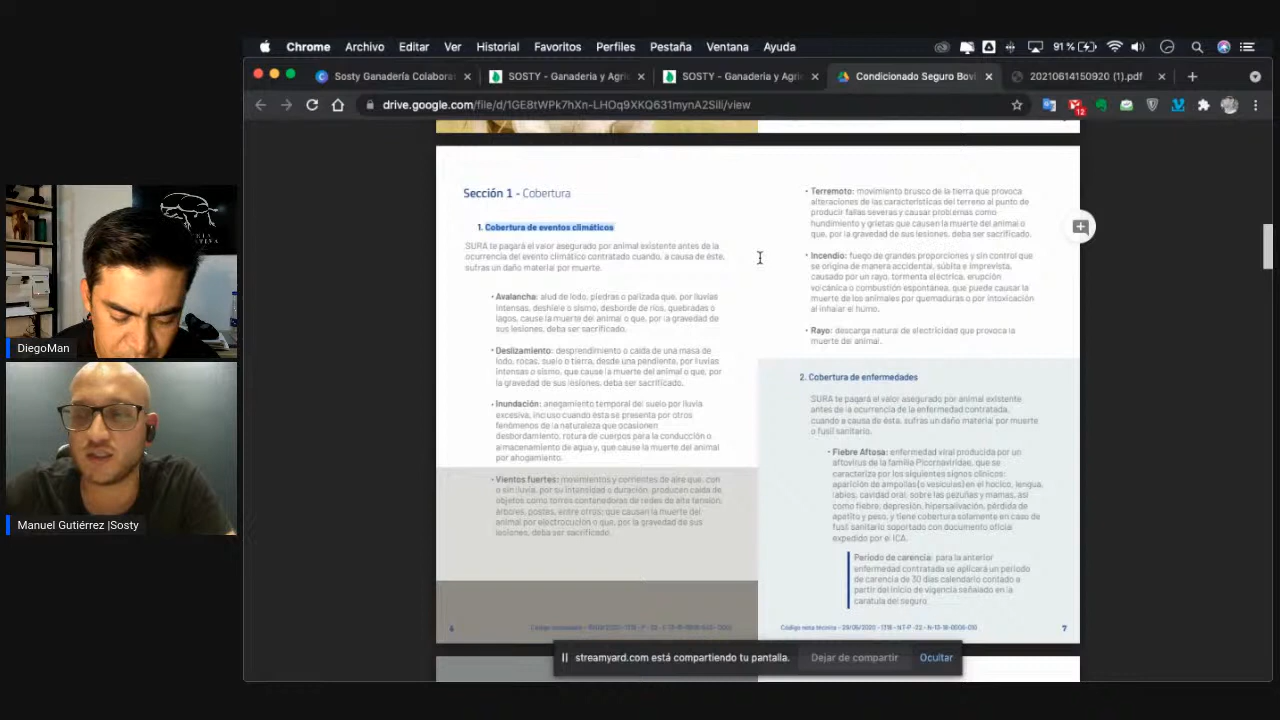 Chrome Archivo Editar Ver Historial Favoritos Perfiles Pestaña Ventana Ayuda
91 %
Sosty Ganadería Colaborat
SOSTY - Ganaderia y Agric
SOSTY - Ganaderia y Agric
Condicionado Seguro Bovi
20210614150920 (1).pdf
drive.google.com/file/d/1GE8tWPk7hXn-LHOq9XKQ631mynA2SiIi/view
12
Sección 1 - Cobertura
1. Cobertura de eventos climáticos
SURA te pagará el valor asegurado por animal existente antes de la
ocurrencia del evento climático contratado cuando, a causa de éste,
sufras un daño material por muerte.
• Avalancha: alud de lodo, piedras o palizada que, por lluvias
intensas, deshiele o sismo, desborde de ríos, quebradas o
lagos, cause la muerte del animal o que, por la gravedad de
sus lesiones, deba ser sacrificado.
• Deslizamiento: desprendimiento o caída de una masa de
lodo, rocas, suelo o tierra, desde una pendiente, por lluvias
intensas o sismo, que cause la muerte del animal o que, por
la gravedad de sus lesiones, deba ser sacrificado.
• Inundación: anegamiento temporal del suelo por lluvia
excesiva, incluso cuando ésta se presenta por otros
fenómenos de la naturaleza que ocasionen
desbordamiento, rotura de cuerpos para la conducción o
almacenamiento de agua y, que cause la muerte del animal
por ahogamiento.
• Vientos fuertes: movimientos y corrientes de aire que, con
o sin lluvia, por su intensidad o duración, producen caída de
objetos como torres contenedoras de redes de alta tensión,
árboles, postes, entre otros; que causen la muerte del
animal por electrocución o que, por la gravedad de sus
lesiones, deba ser sacrificado.
6
• Terremoto: movimiento brusco de la tierra que provoca
alteraciones de las características del terreno al punto de
producir fallas severas y causar problemas como
hundimiento y grietas que causen la muerte del animal o
que, por la gravedad de sus lesiones, deba ser sacrificado.
• Incendio: fuego de grandes proporciones y sin control que
se origina de manera accidental, súbita e imprevista,
causado por un rayo, tormenta eléctrica, erupción
volcánica o combustión espontánea, que puede causar la
muerte de los animales por quemaduras o por intoxicación
al inhalar el humo.
• Rayo: descarga natural de electricidad que provoca la
muerte del animal.
2. Cobertura de enfermedades
SURA te pagará el valor asegurado por animal existente
antes de la ocurrencia de la enfermedad contratada,
cuando a causa de ésta, sufras un daño material por muerte
o fusil sanitario.
• Fiebre Aftosa: enfermedad viral producida por un
aftovirus de la familia Picornaviridae, que se
caracteriza por los siguientes signos clínicos:
aparición de ampollas (o vesículas) en el hocico, lengua,
labios, cavidad oral, sobre las pezuñas y mamas, así
como fiebre, depresión, hipersalivación, pérdida de
apetito y peso, y tiene cobertura solamente en caso de
fusil sanitario soportado con documento oficial
expedido por el ICA.
Período de carencia: para la anterior
enfermedad contratada se aplicará un período
de carencia de 30 días calendario contado a
partir del inicio de vigencia señalado en la
carátula del seguro
Código nota técnica - 29/05/2020 - 1318 - NT-P -22 -
7
DiegoMan
Manuel Gutiérrez |Sosty
streamyard.com está compartiendo tu pantalla.
Dejar de compartir
Ocultar